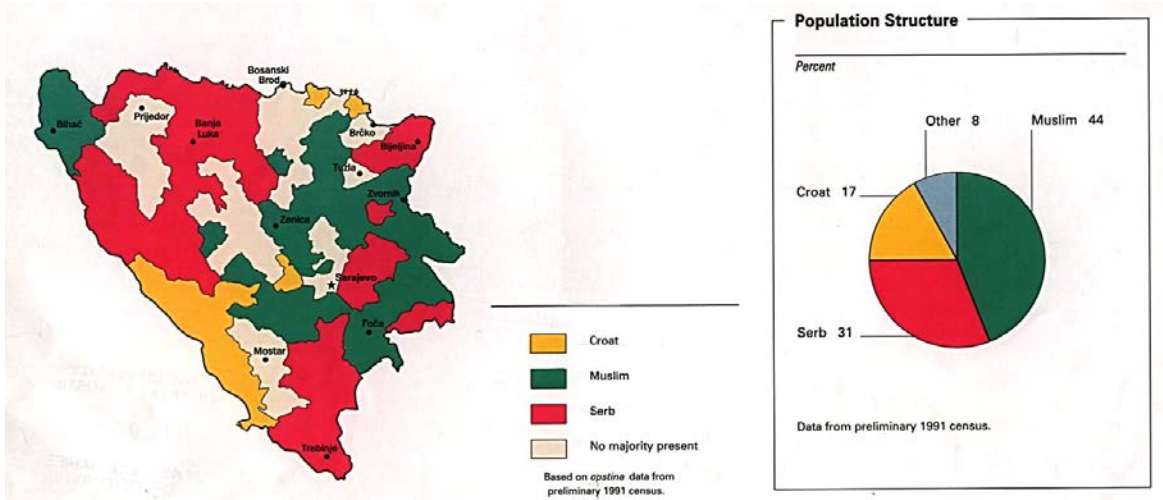 Bosanski
Brod
Bihać
Prijedor
Banja
Luka
Brčko
Bijeljina
Tuzla
Zvornik
Zenica
Sarajevo
Foča
Mostar
Trebinje
Croat
Muslim
Serb
No majority present
Based on opstina data from
preliminary 1991 census.
Population Structure
Percent
Other 8
Muslim 44
Croat 17
Serb 31
Data from preliminary 1991 census.